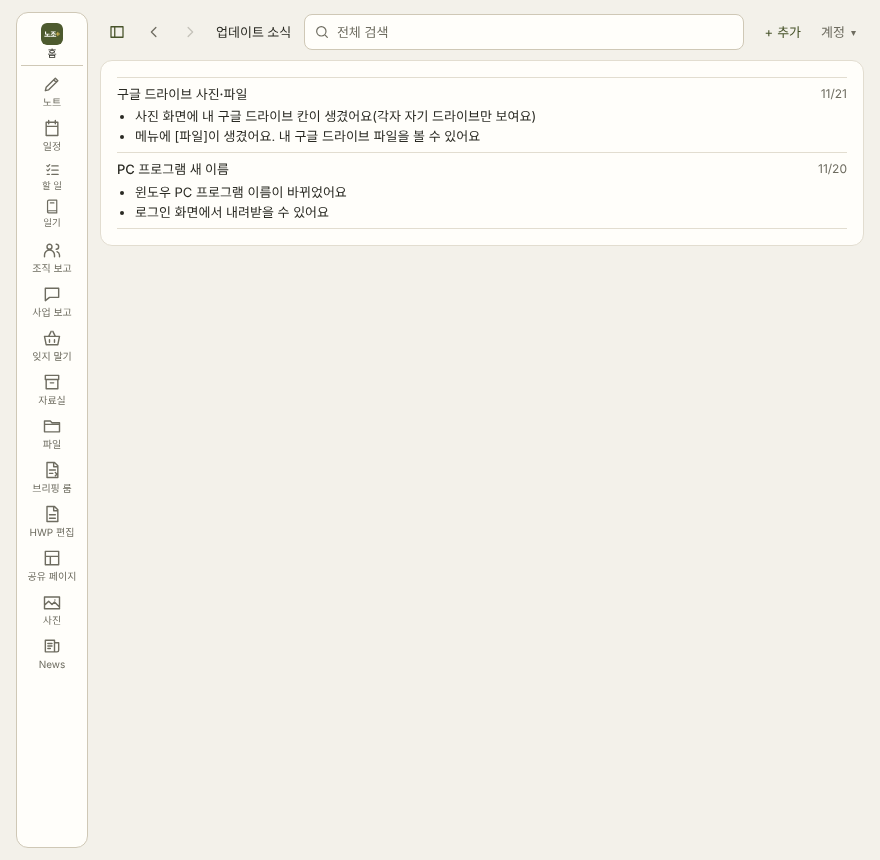 노조+
홈
노트
일정
할 일
일기
조직 보고
사업 보고
잊지 말기
자료실
파일
브리핑 룸
HWP 편집
공유 페이지
사진
News
업데이트 소식
전체 검색
+ 추가
계정 ▾
구글 드라이브 사진·파일 11/21
• 사진 화면에 내 구글 드라이브 칸이 생겼어요(각자 자기 드라이브만 보여요)
• 메뉴에 [파일]이 생겼어요. 내 구글 드라이브 파일을 볼 수 있어요
PC 프로그램 새 이름 11/20
• 윈도우 PC 프로그램 이름이 바뀌었어요
• 로그인 화면에서 내려받을 수 있어요